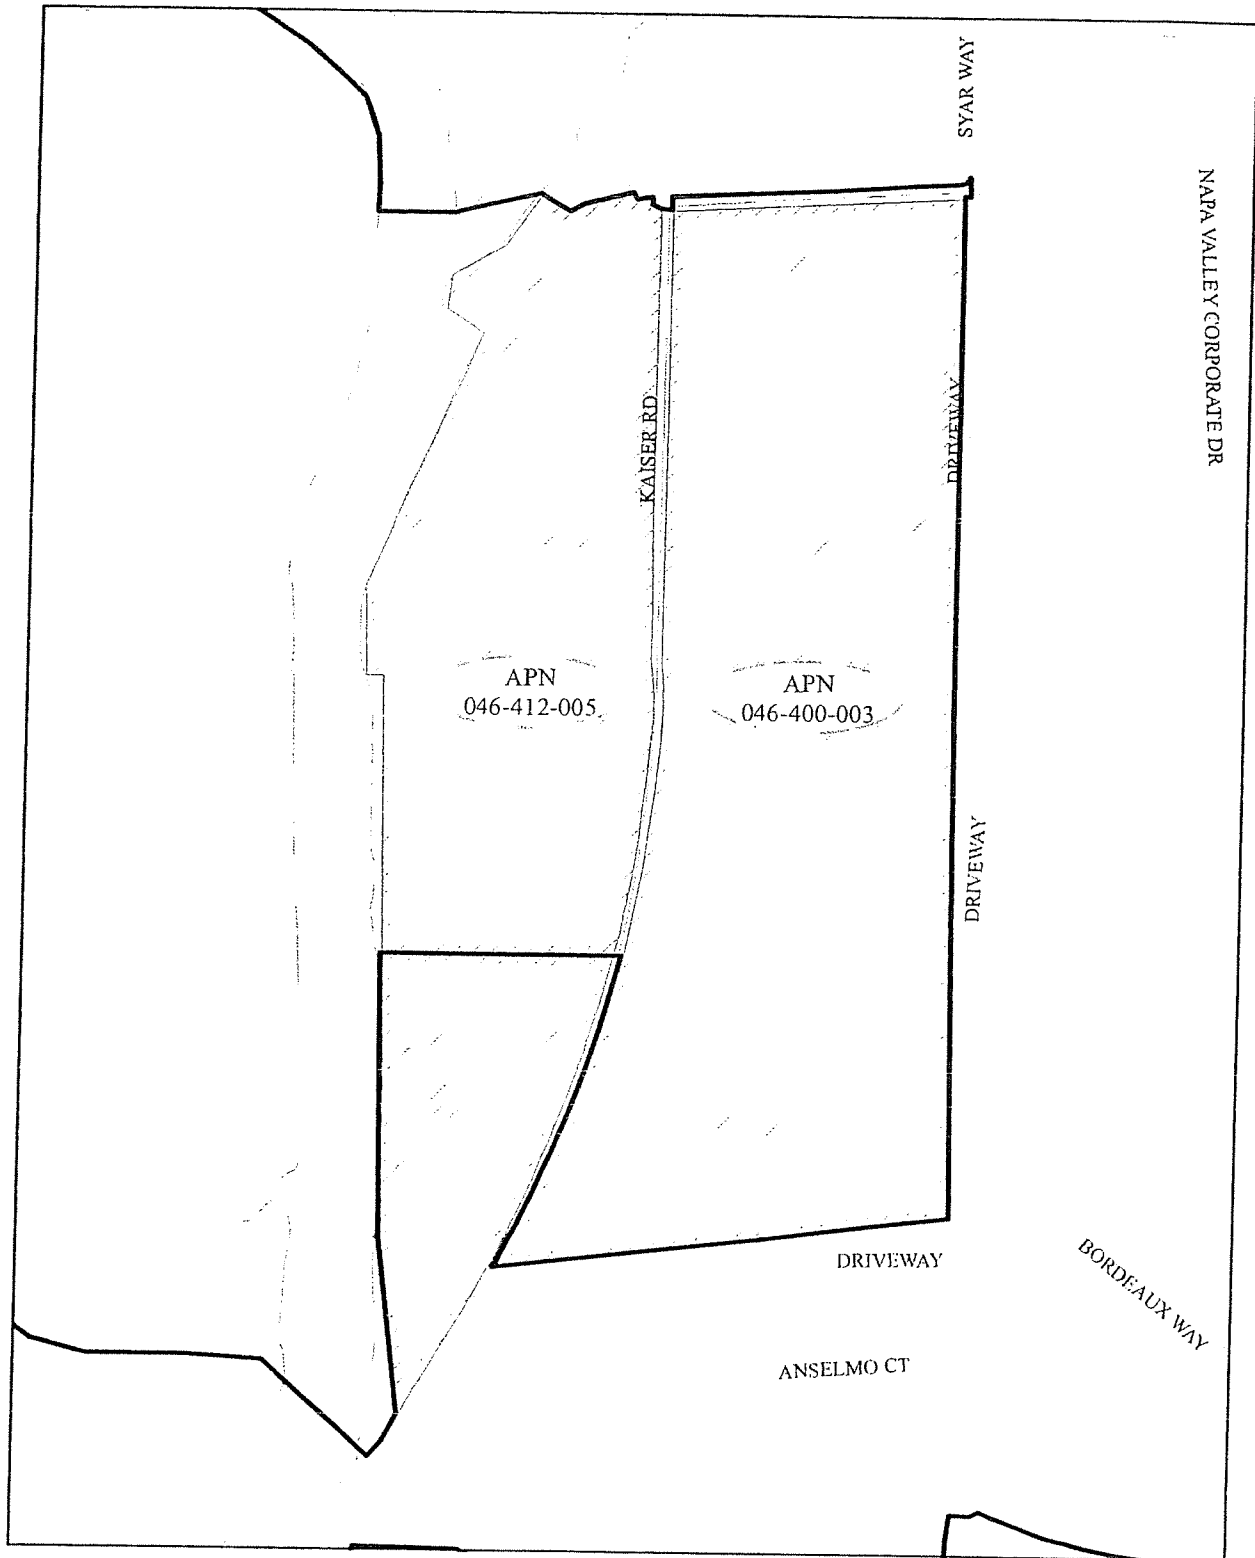 SYAR WAY
NAPA VALLEY CORPORATE DR
KAISER RD
DRIVEWAY
APN
046-412-005
APN
046-400-003
DRIVEWAY
DRIVEWAY
BORDEAUX WAY
ANSELMO CT